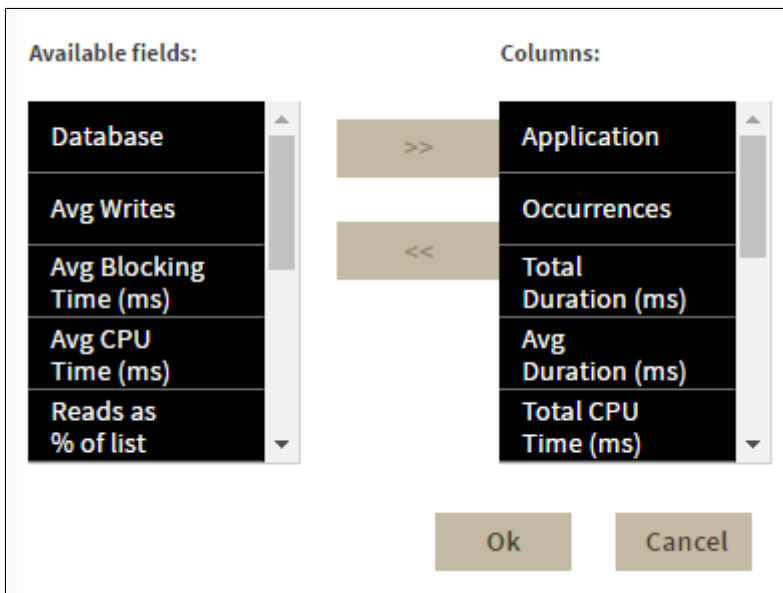 Available fields:
Columns:
Database
Avg Writes
Avg Blocking
Time (ms)
Avg CPU
Time (ms)
Reads as
% of list
>>
<<
Application
Occurrences
Total
Duration (ms)
Avg
Duration (ms)
Total CPU
Time (ms)
Ok
Cancel